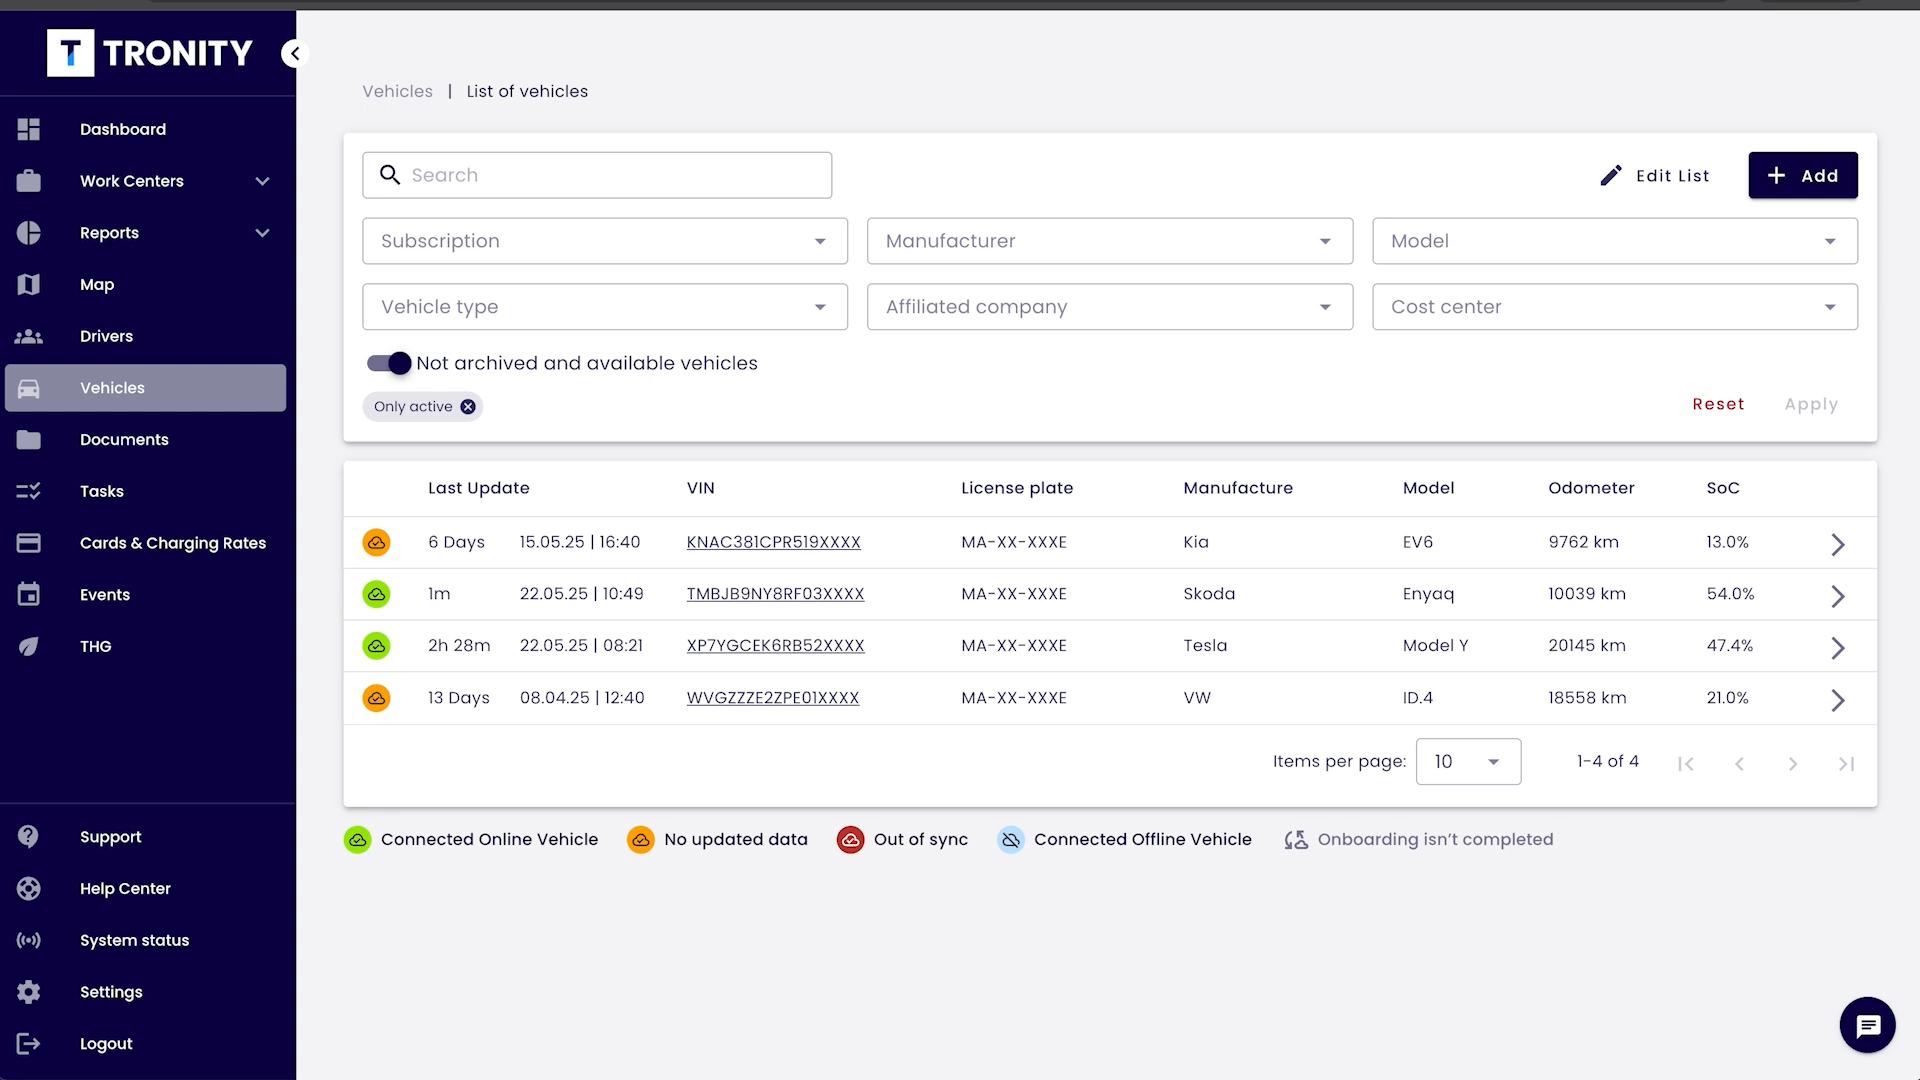 T TRONITY
Dashboard
Work Centers
Reports
Map
Drivers
Vehicles
Documents
Tasks
Cards & Charging Rates
Events
THG
Support
Help Center
System status
Settings
Logout
Vehicles | List of vehicles
Search
Edit List
+ Add
Subscription
Manufacturer
Model
Vehicle type
Affiliated company
Cost center
Not archived and available vehicles
Only active
Reset
Apply
Last Update VIN License plate Manufacture Model Odometer SoC
6 Days 15.05.25 | 16:40 KNAC381CPR519XXXX MA-XX-XXXE Kia EV6 9762 km 13.0%
1m 22.05.25 | 10:49 TMBJB9NY8RF03XXXX MA-XX-XXXE Skoda Enyaq 10039 km 54.0%
2h 28m 22.05.25 | 08:21 XP7YGCEK6RB52XXXX MA-XX-XXXE Tesla Model Y 20145 km 47.4%
13 Days 08.04.25 | 12:40 WVGZZZE2ZPE01XXXX MA-XX-XXXE VW ID.4 18558 km 21.0%
Items per page: 10 1-4 of 4
Connected Online Vehicle
No updated data
Out of sync
Connected Offline Vehicle
Onboarding isn’t completed